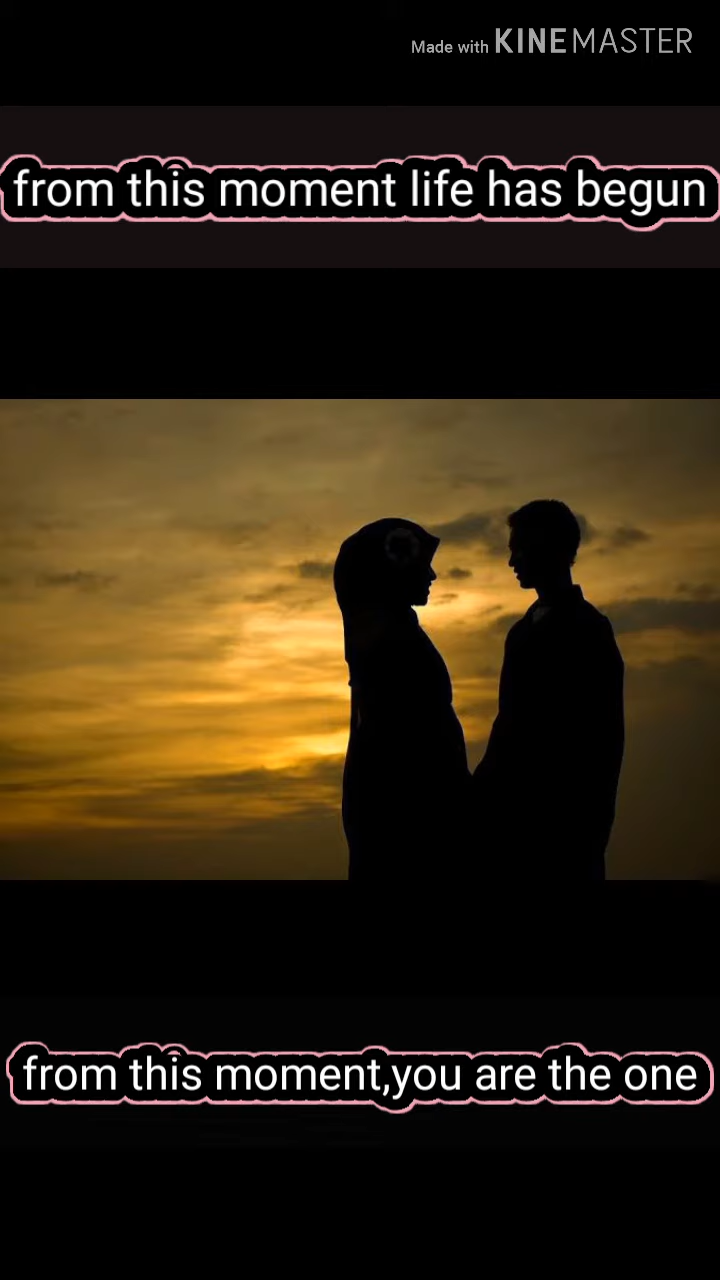 Made with KINEMASTER
from this moment life has begun
from this moment,you are the one